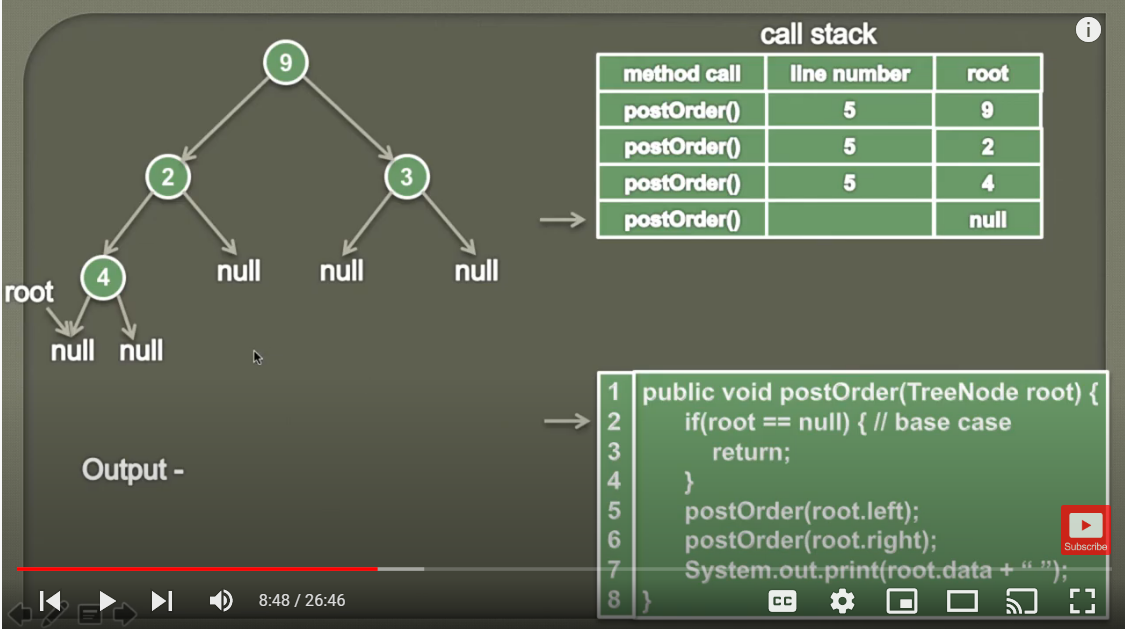 call stack
method call line number root
postOrder() 5 9
postOrder() 5 2
postOrder() 5 4
postOrder() null
9
2 3
4 null null null
root
null null
Output -
1 public void postOrder(TreeNode root) {
2 if(root == null) { // base case
3 return;
4 }
5 postOrder(root.left);
6 postOrder(root.right);
7 System.out.print(root.data + “ ”);
8 }
Subscribe
8:48 / 26:46
CC
i